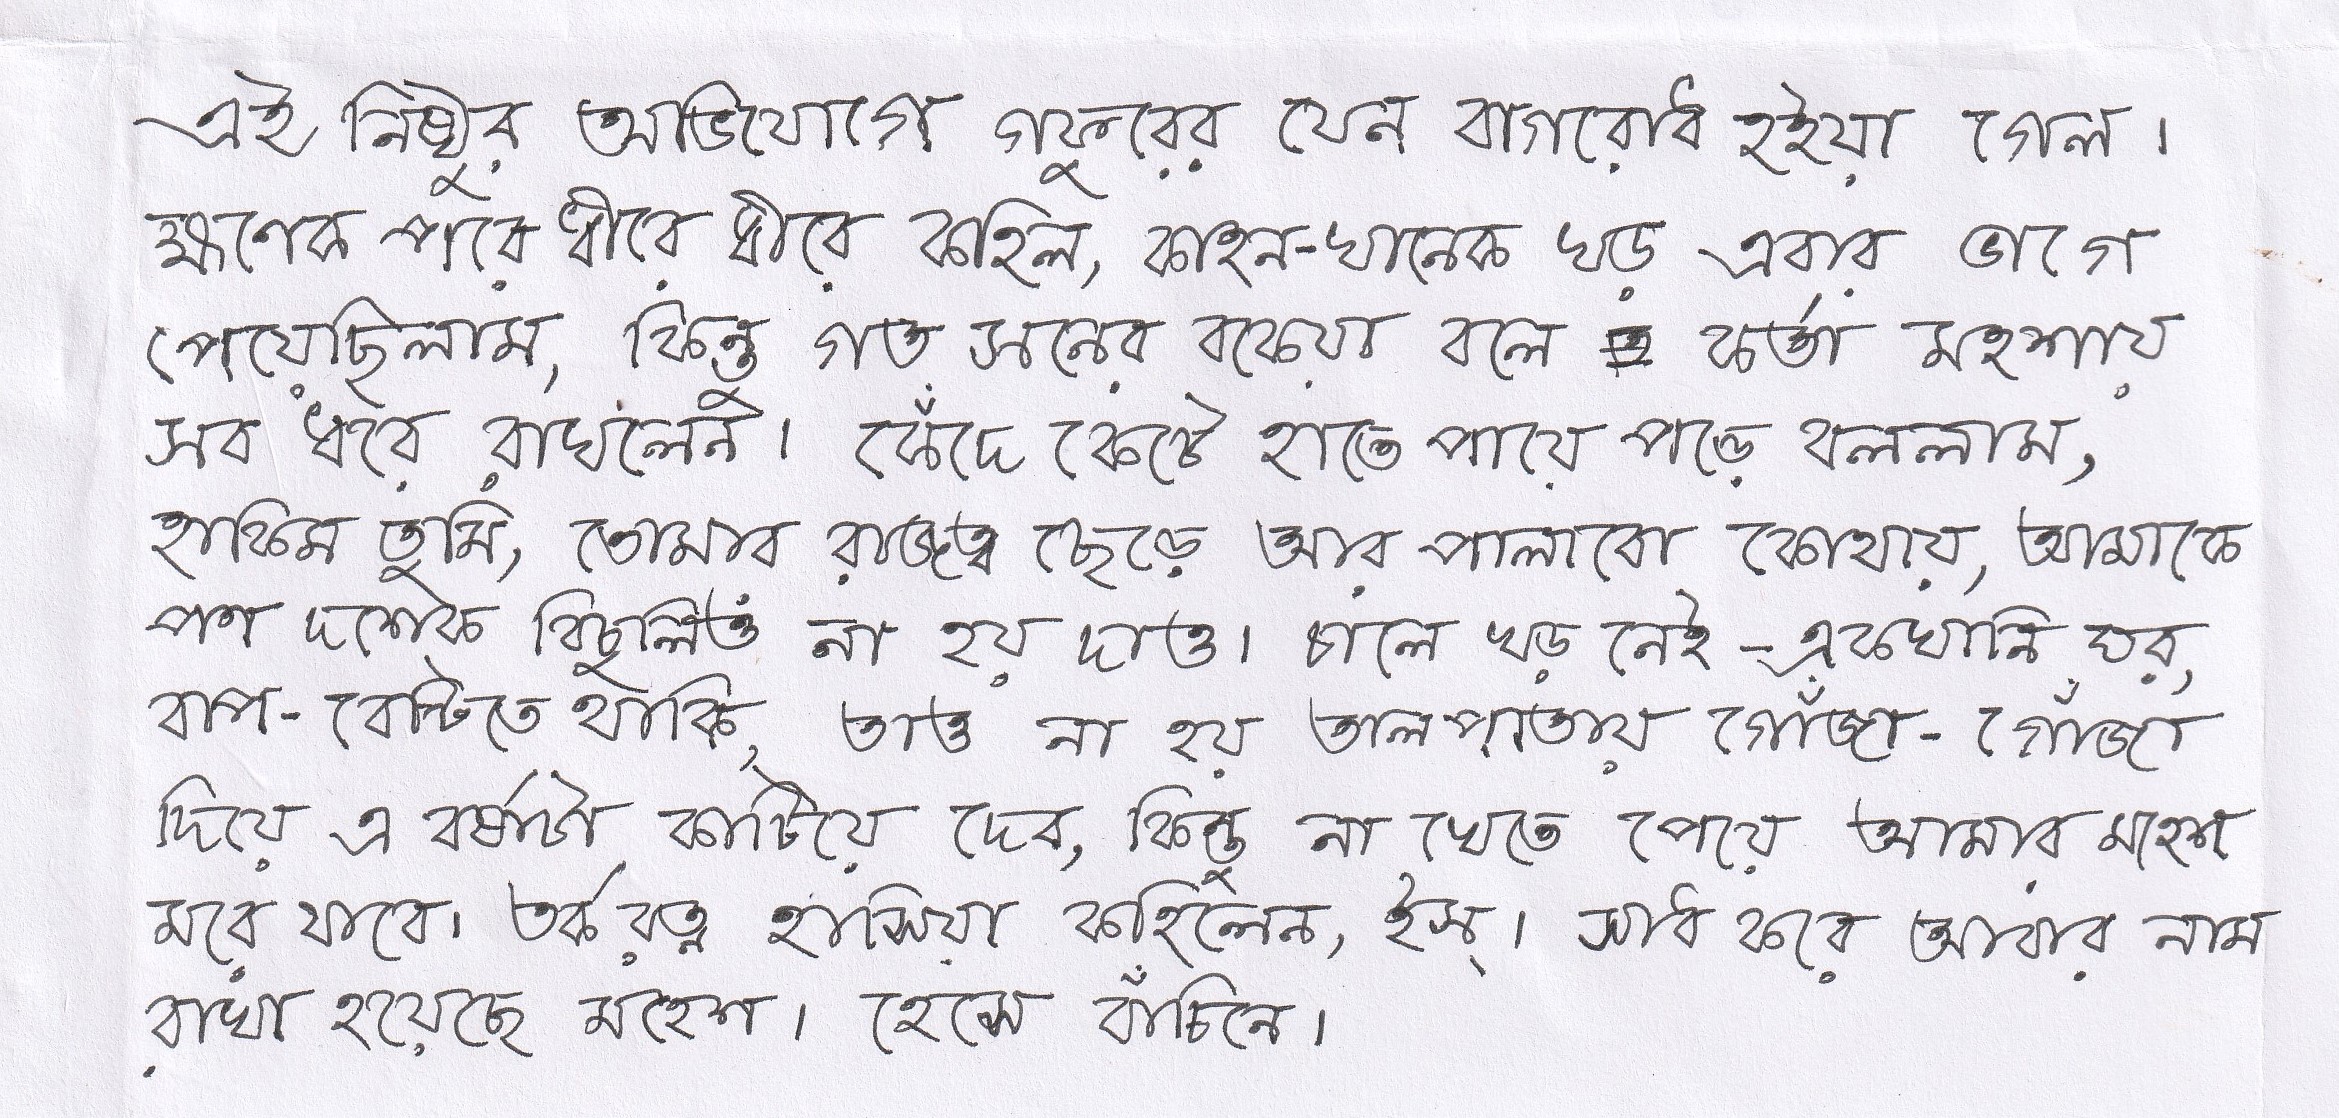 এই নিষ্ঠুর অভিযোগে গফুরের যেন বাগরোধ হইয়া গেল।
ক্ষণেক পরে ধীরে ধীরে কহিল, কাহন-খানেক খড় এবার ভাগে
পেয়েছিলাম, কিন্তু গত সনের বকেয়া বলে কর্তা মহশায়
সব ধরে রাখলেন। কেঁদে কেটে হাতে পায়ে পড়ে বললাম,
হাকিম তুমি, তোমার রাজত্ব ছেড়ে আর পালাবো কোথায়, আমাকে
পণ দশেক বিচুলিও না হয় দাও। চালে খড় নেই - একখানি ঘর,
বাপ - বেটিতে থাকি, তাও না হয় তালপাতায় গোঁজা - গোঁজা
দিয়ে এ বর্ষাটা কাটিয়ে দেব, কিন্তু না খেতে পেয়ে আমার মহেশ
মরে যাবে। তর্করত্ন হাসিয়া কহিলেন, ইস্। সাধ করে আবার নাম
রাখা হয়েছে মহেশ। হেসে বাঁচিনে।